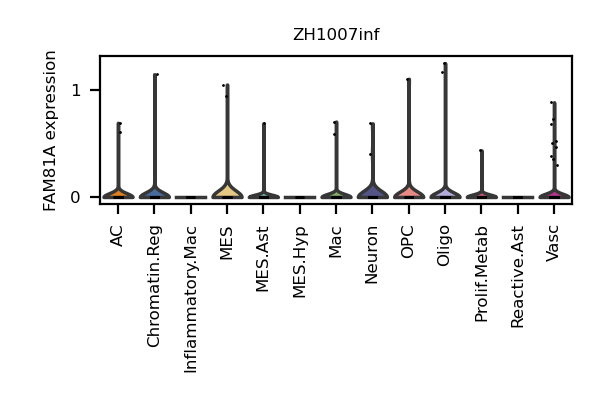 ZH1007inf
FAM81A expression
1
0
AC
Chromatin.Reg
Inflammatory.Mac
MES
MES.Ast
MES.Hyp
Mac
Neuron
OPC
Oligo
Prolif.Metab
Reactive.Ast
Vasc